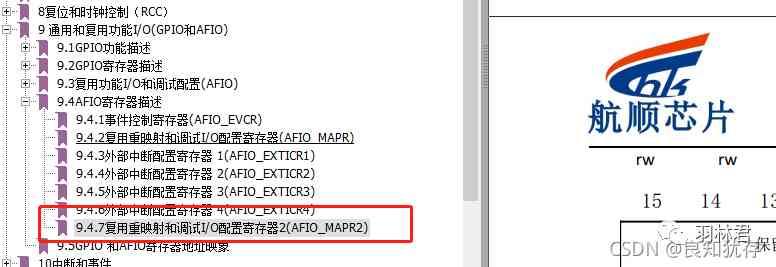 8复位和时钟控制（RCC）
9 通用和复用功能I/O(GPIO和AFIO)
9.1GPIO功能描述
9.2GPIO寄存器描述
9.3复用功能I/O和调试配置(AFIO)
9.4AFIO寄存器描述
9.4.1事件控制寄存器(AFIO_EVCR)
9.4.2复用重映射和调试I/O配置寄存器(AFIO_MAPR)
9.4.3外部中断配置寄存器 1(AFIO_EXTICR1)
9.4.4外部中断配置寄存器 2(AFIO_EXTICR2)
9.4.5外部中断配置寄存器 3(AFIO_EXTICR3)
9.4.6外部中断配置寄存器 4(AFIO_EXTICR4)
9.4.7复用重映射和调试I/O配置寄存器2(AFIO_MAPR2)
9.5GPIO 和AFIO寄存器地址映象
10中断和事件
hk
航顺芯片
rw rw
15 14 13
保留
羽林君
CSDN @良知犹存